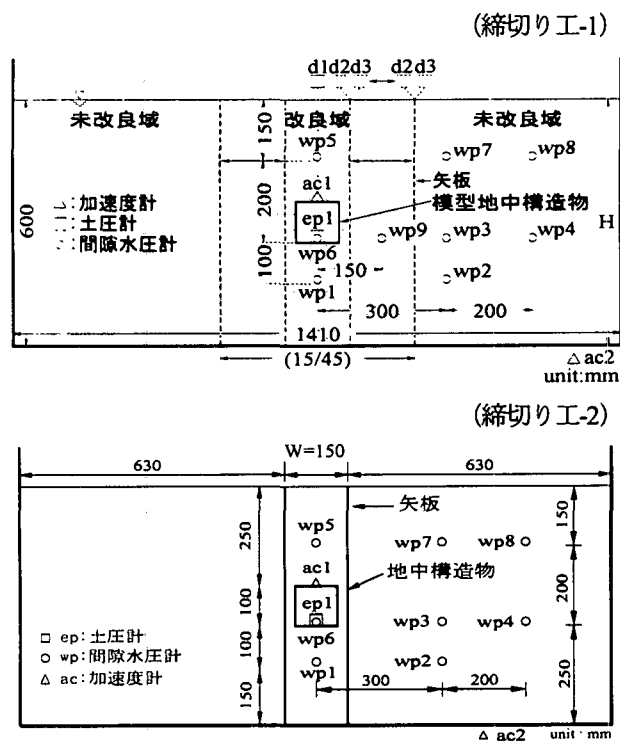 (締切り工-1)
d1d2d3 d2d3
未改良域 改良域 未改良域
150
wp5
wp7 wp8
ac1
矢板
模型地中構造物
:加速度計
:土圧計
:間隙水圧計
600
200
ep1
H
wp9 wp3 wp4
100
wp6
150
wp1
wp2
300 200
1410
(15/45)
ac2
unit:mm
(締切り工-2)
W=150
630 630
矢板
250
wp5
150
wp7 wp8
ac1
地中構造物
100
ep1
200
wp3 wp4
□ ep:土圧計
○ wp:間隙水圧計
△ ac:加速度計
100
wp6
wp2
wp1
150
300 200
250
△ ac2 unit:mm